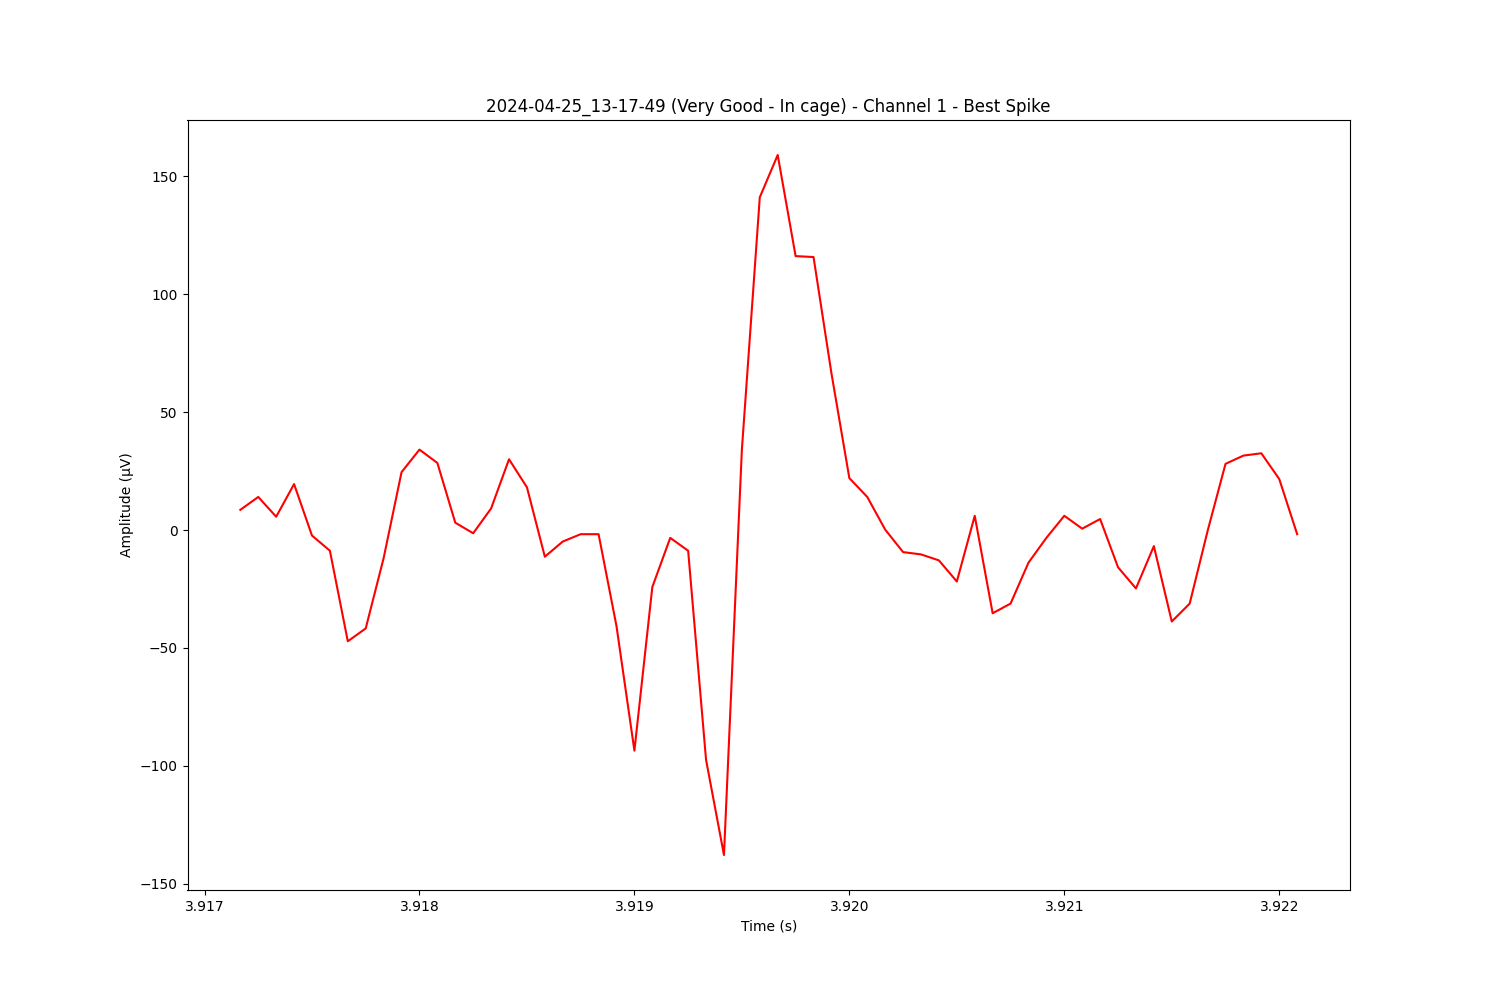 2024-04-25_13-17-49 (Very Good - In cage) - Channel 1 - Best Spike
150
100
50
0
−50
−100
−150
Amplitude (µV)
3.917 3.918 3.919 3.920 3.921 3.922
Time (s)